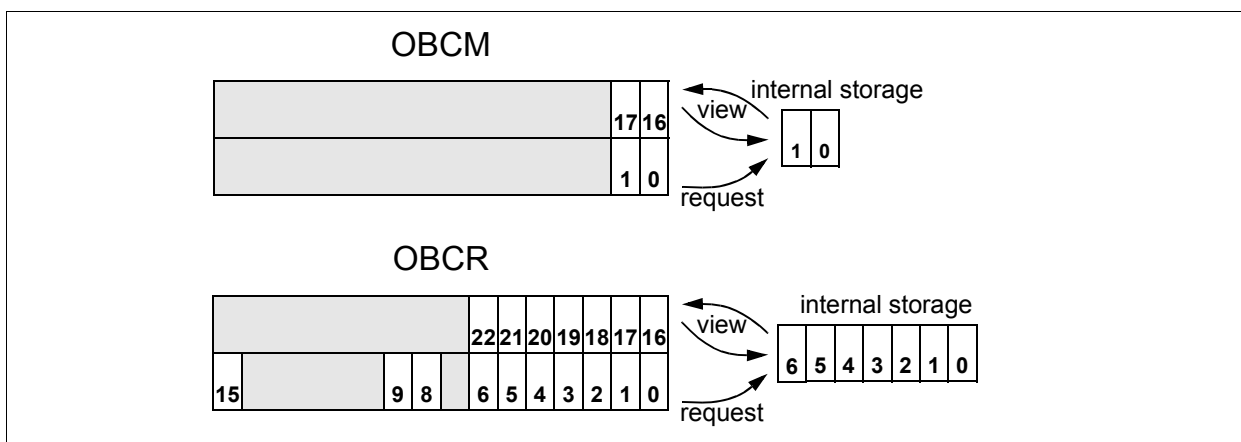 OBCM
internal storage
view
17 16
1 0
1 0
request
OBCR
internal storage
view
22 21 20 19 18 17 16
6 5 4 3 2 1 0
15 9 8 6 5 4 3 2 1 0
request